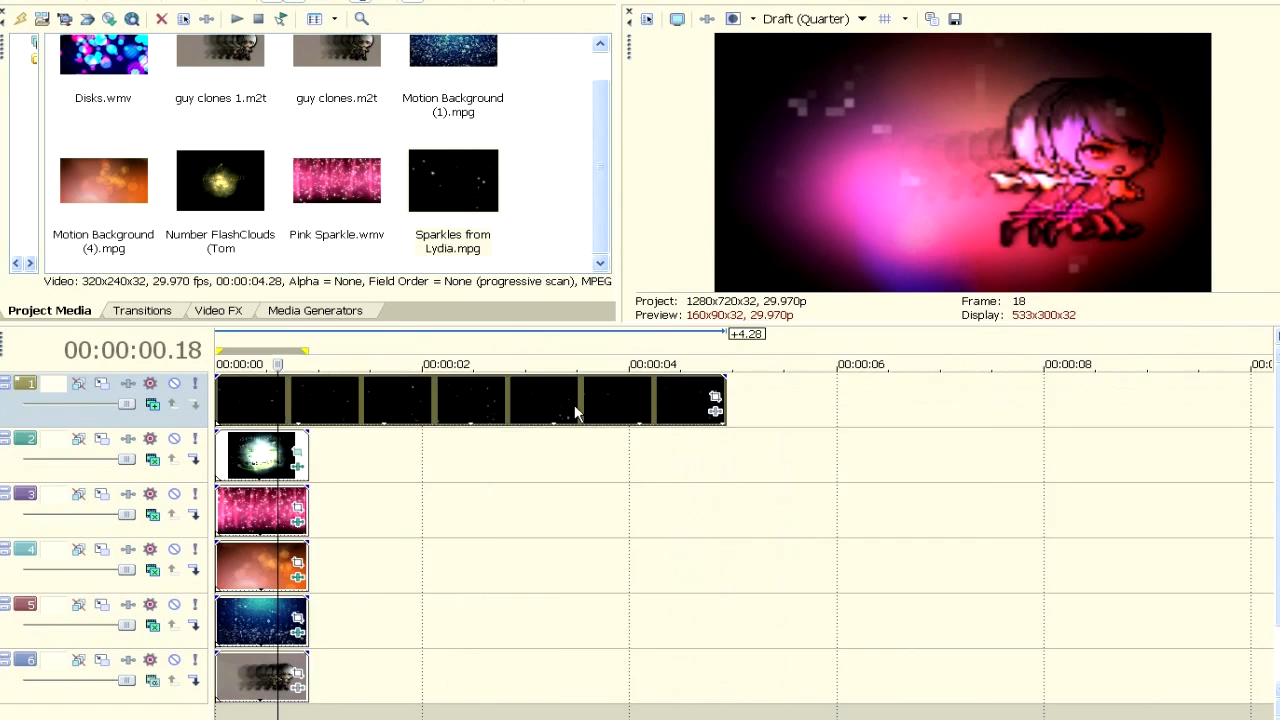 Draft (Quarter)
Disks.wmv
guy clones 1.m2t
guy clones.m2t
Motion Background
(1).mpg
Motion Background
(4).mpg
Number FlashClouds
(Tom
Pink Sparkle.wmv
Sparkles from
Lydia.mpg
Video: 320x240x32, 29.970 fps, 00:00:04.28, Alpha = None, Field Order = None (progressive scan), MPEG
Project Media
Transitions
Video FX
Media Generators
Project: 1280x720x32, 29.970p
Frame: 18
Preview: 160x90x32, 29.970p
Display: 533x300x32
+4.28
00:00:00.18
00:00:00
00:00:02
00:00:04
00:00:06
00:00:08
00:0
1
2
3
4
5
6